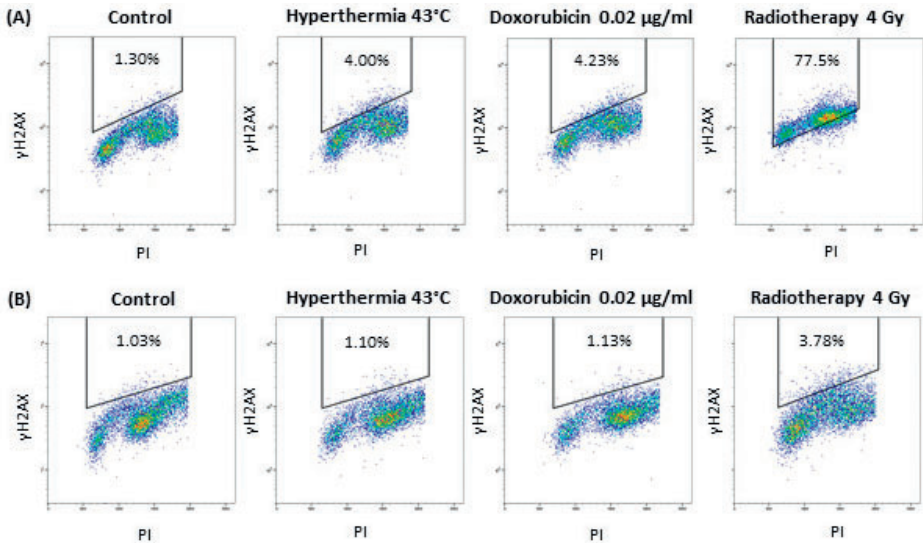 (A)
Control
Hyperthermia 43°C
Doxorubicin 0.02 µg/ml
Radiotherapy 4 Gy
1.30%
4.00%
4.23%
77.5%
γH2AX
γH2AX
γH2AX
γH2AX
PI
PI
PI
PI
(B)
Control
Hyperthermia 43°C
Doxorubicin 0.02 µg/ml
Radiotherapy 4 Gy
1.03%
1.10%
1.13%
3.78%
γH2AX
γH2AX
γH2AX
γH2AX
PI
PI
PI
PI